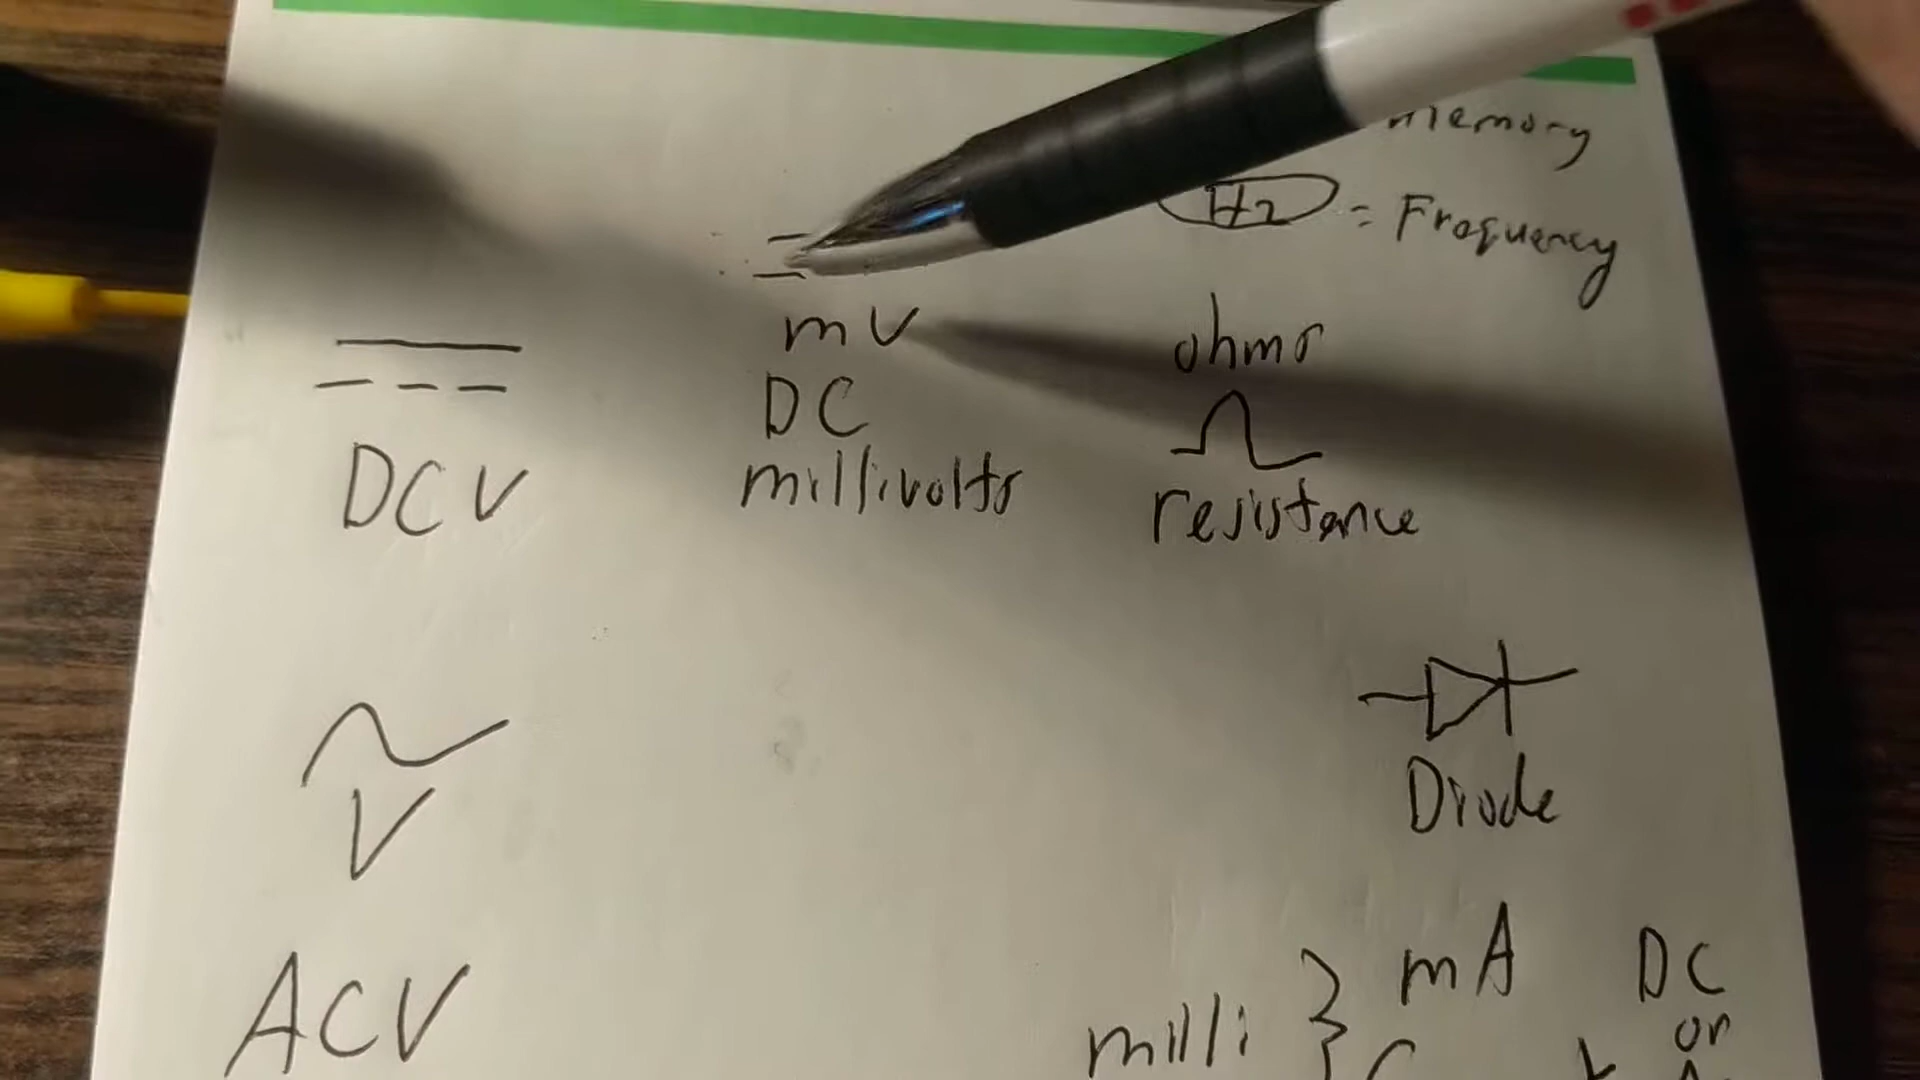 memory
Hz = Frequency
mV
DC
millivolts
ohms
resistance
DCV
V
Diode
ACV
milli } mA DC
or